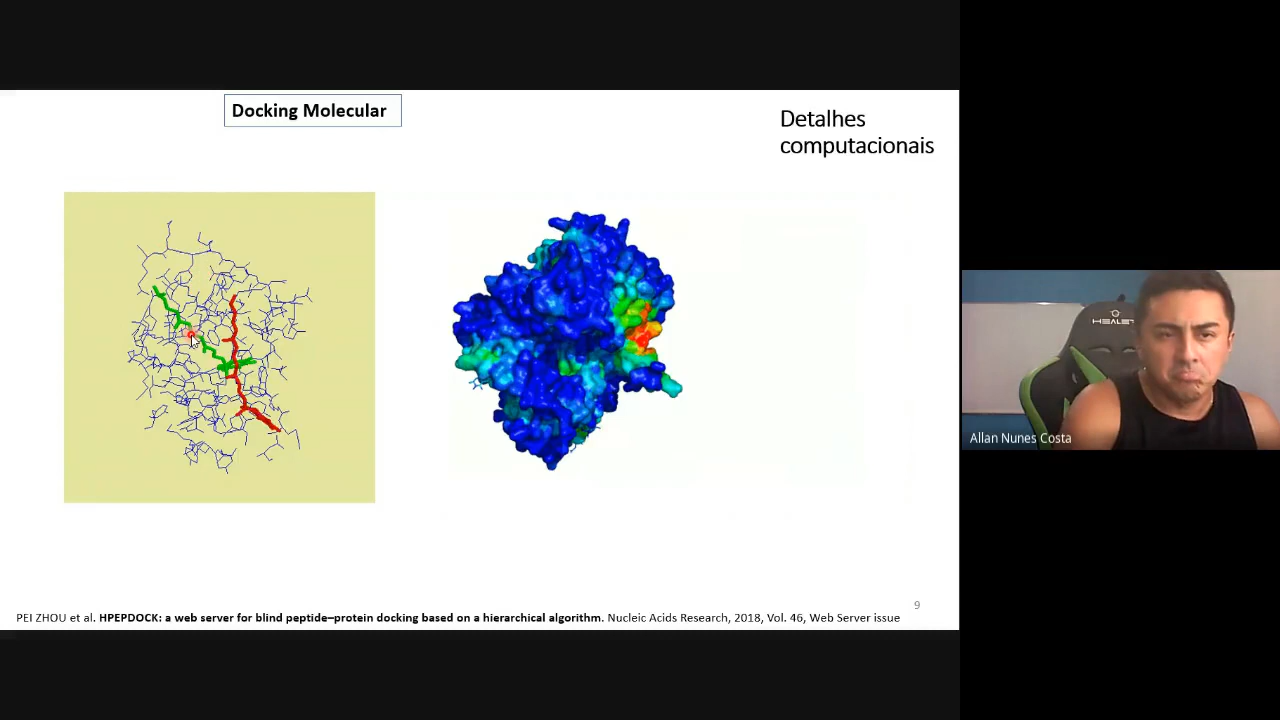 Docking Molecular
Detalhes
computacionais
HEALER
Allan Nunes Costa
9
PEI ZHOU et al. HPEPDOCK: a web server for blind peptide–protein docking based on a hierarchical algorithm. Nucleic Acids Research, 2018, Vol. 46, Web Server issue